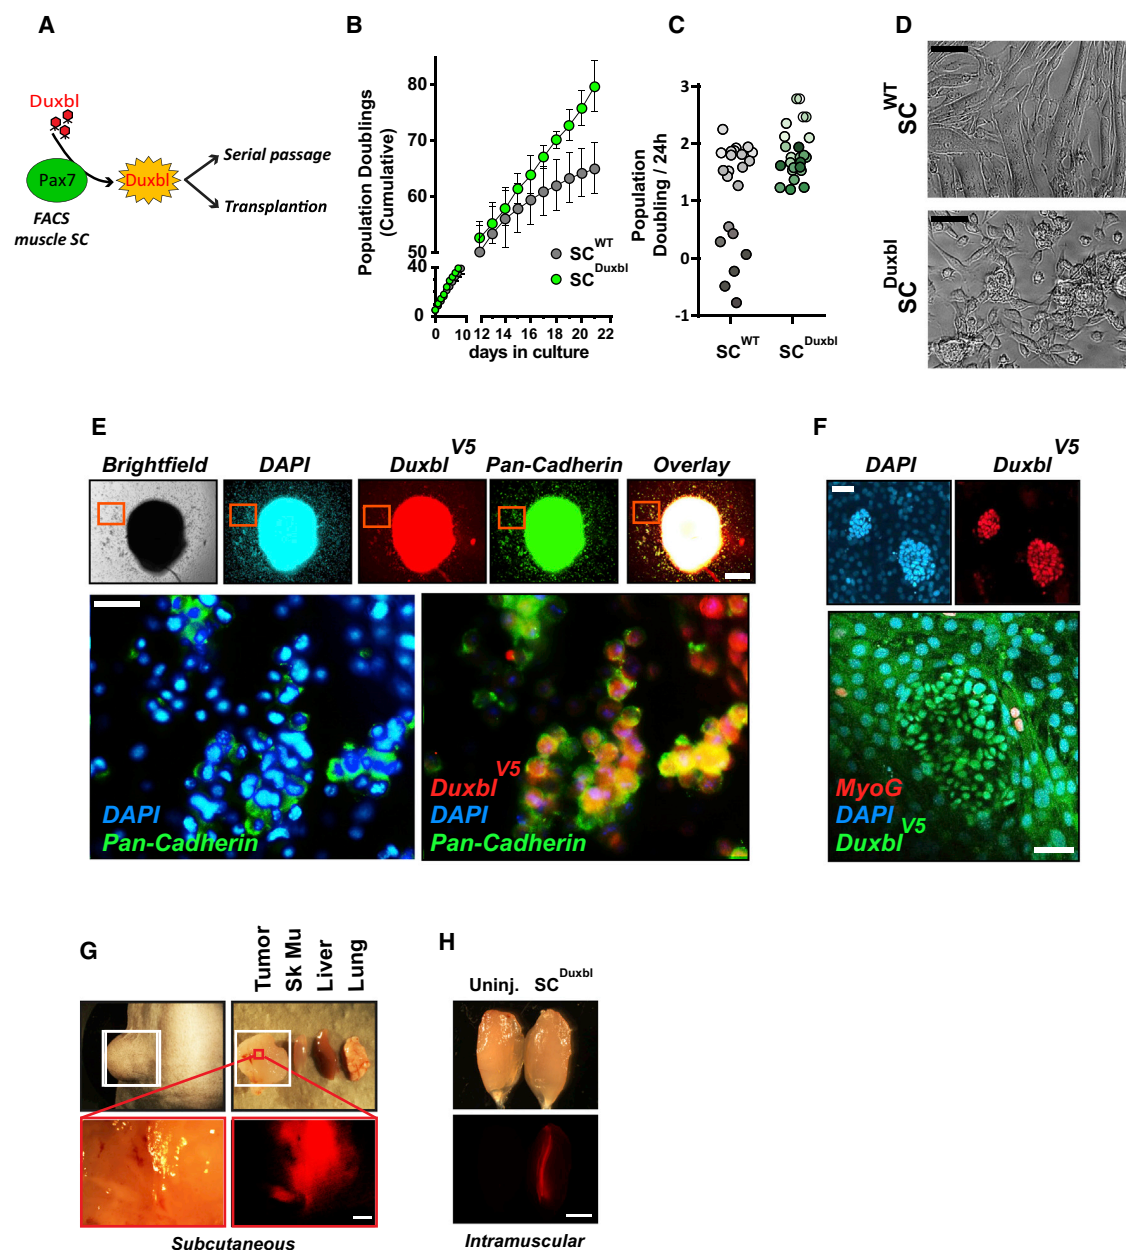 A
Duxbl
Pax7
Duxbl
FACS
muscle SC
Serial passage
Transplantion
B
Population Doublings
(Cumulative)
80
70
60
50
40
0
0
10
12
14
16
18
20
22
days in culture
SC^WT
SC^Duxbl
C
Population
Doubling / 24h
3
2
1
0
-1
SC^WT
SC^Duxbl
D
SC^WT
SC^Duxbl
E
Brightfield
DAPI
Duxbl^V5
Pan-Cadherin
Overlay
DAPI
Pan-Cadherin
Duxbl^V5
DAPI
Pan-Cadherin
F
DAPI
Duxbl^V5
MyoG
DAPI
Duxbl^V5
G
Tumor
Sk Mu
Liver
Lung
Subcutaneous
H
Uninj.
SC^Duxbl
Intramuscular